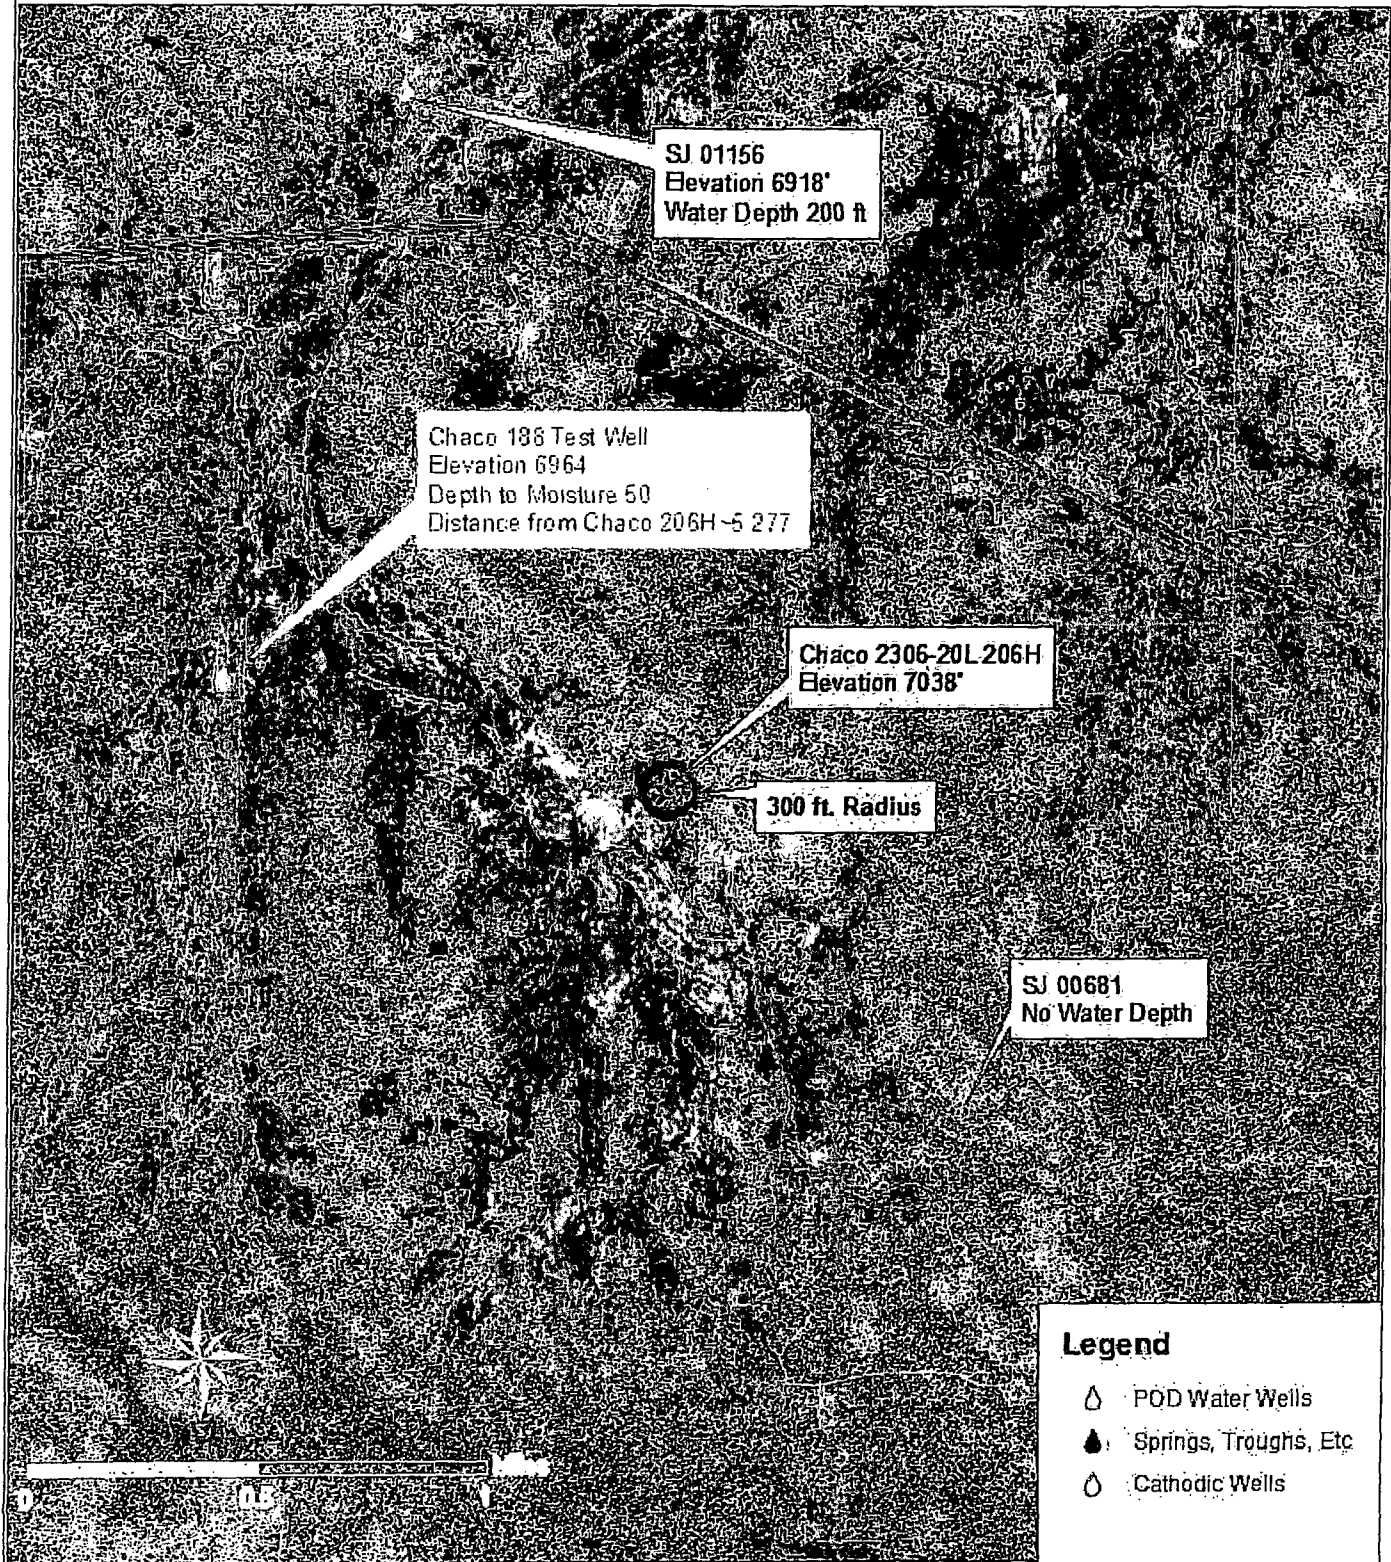 SJ 01156
Elevation 6918'
Water Depth 200 ft
Chaco 188 Test Well
Elevation 6964
Depth to Moisture 50
Distance from Chaco 206H ~5 277
Chaco 2306-20L-206H
Elevation 7038'
300 ft. Radius
SJ 00681
No Water Depth
Legend
POD Water Wells
Springs, Troughs, Etc
Cathodic Wells
0 0.5 1